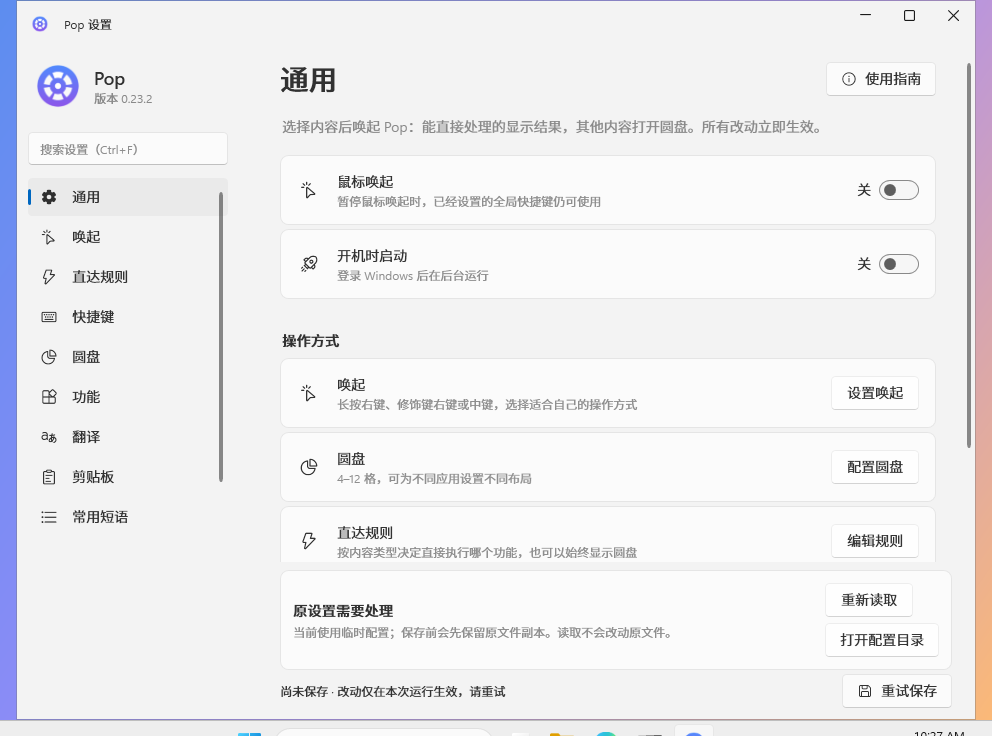 Pop 设置
Pop
版本 0.23.2
搜索设置（Ctrl+F）
通用
唤起
直达规则
快捷键
圆盘
功能
翻译
剪贴板
常用短语
通用
使用指南
选择内容后唤起 Pop：能直接处理的显示结果，其他内容打开圆盘。所有改动立即生效。
鼠标唤起
暂停鼠标唤起时，已经设置的全局快捷键仍可使用
关
开机时启动
登录 Windows 后在后台运行
关
操作方式
唤起
长按右键、修饰键右键或中键，选择适合自己的操作方式
设置唤起
圆盘
4–12 格，可为不同应用设置不同布局
配置圆盘
直达规则
按内容类型决定直接执行哪个功能，也可以始终显示圆盘
编辑规则
原设置需要处理
当前使用临时配置；保存前会先保留原文件副本。读取不会改动原文件。
重新读取
打开配置目录
尚未保存 · 改动仅在本次运行生效，请重试
重试保存
10:27 AM